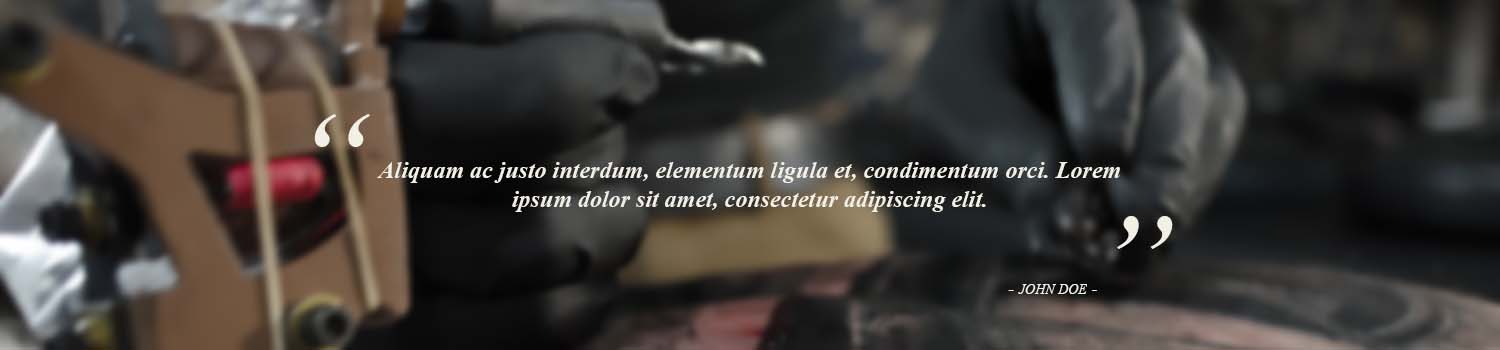 “
Aliquam ac justo interdum, elementum ligula et, condimentum orci. Lorem
ipsum dolor sit amet, consectetur adipiscing elit.
”
- JOHN DOE -